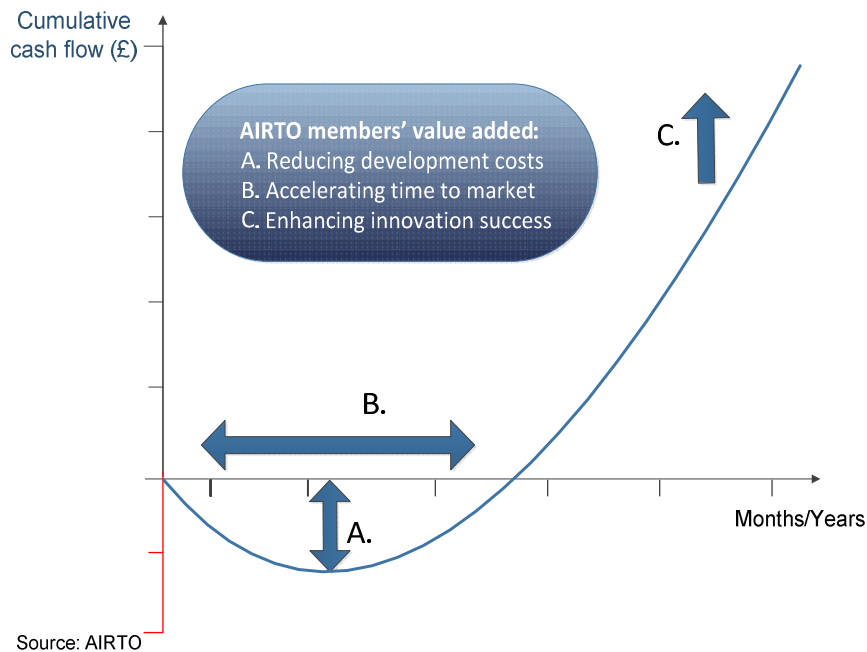 Cumulative
cash flow (£)
AIRTO members’ value added:
A. Reducing development costs
B. Accelerating time to market
C. Enhancing innovation success
C.
B.
A.
Months/Years
Source: AIRTO